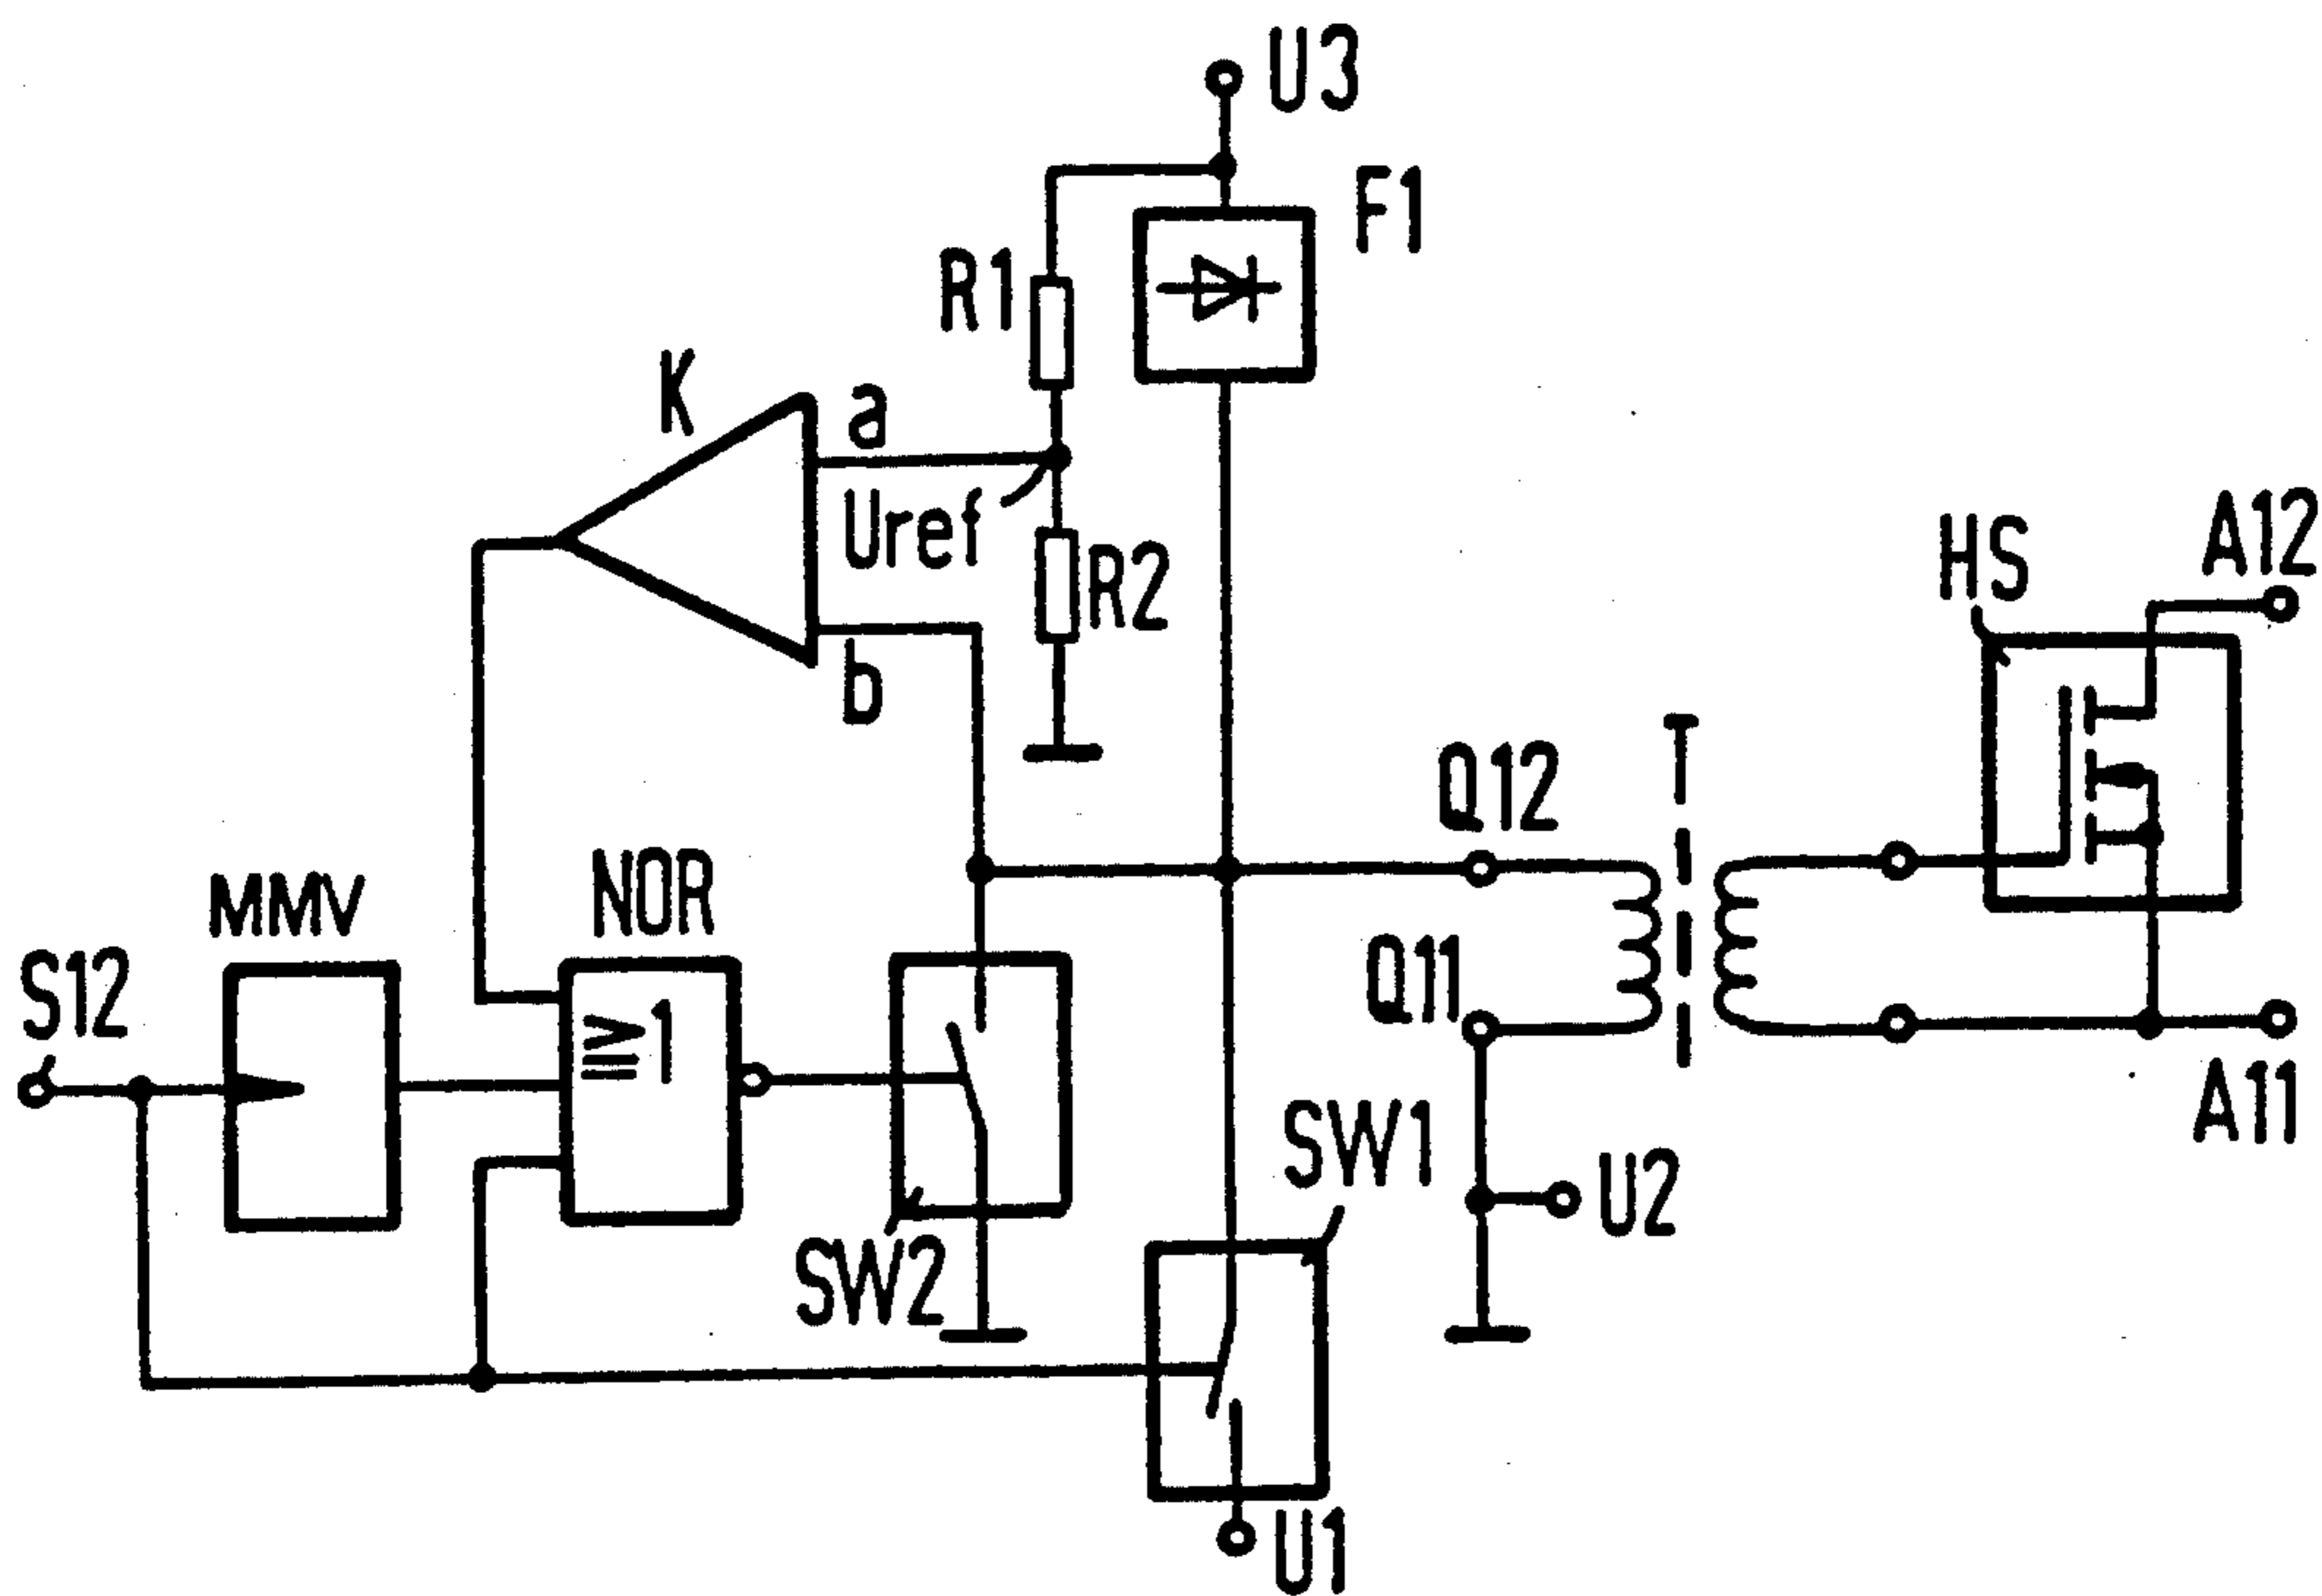 U3
F1
R1
K
a
Uref
R2
b
HS
A12
T
Q12
NOR
MMV
S12
Q11
≥1
SW1
A11
U2
SW2
U1